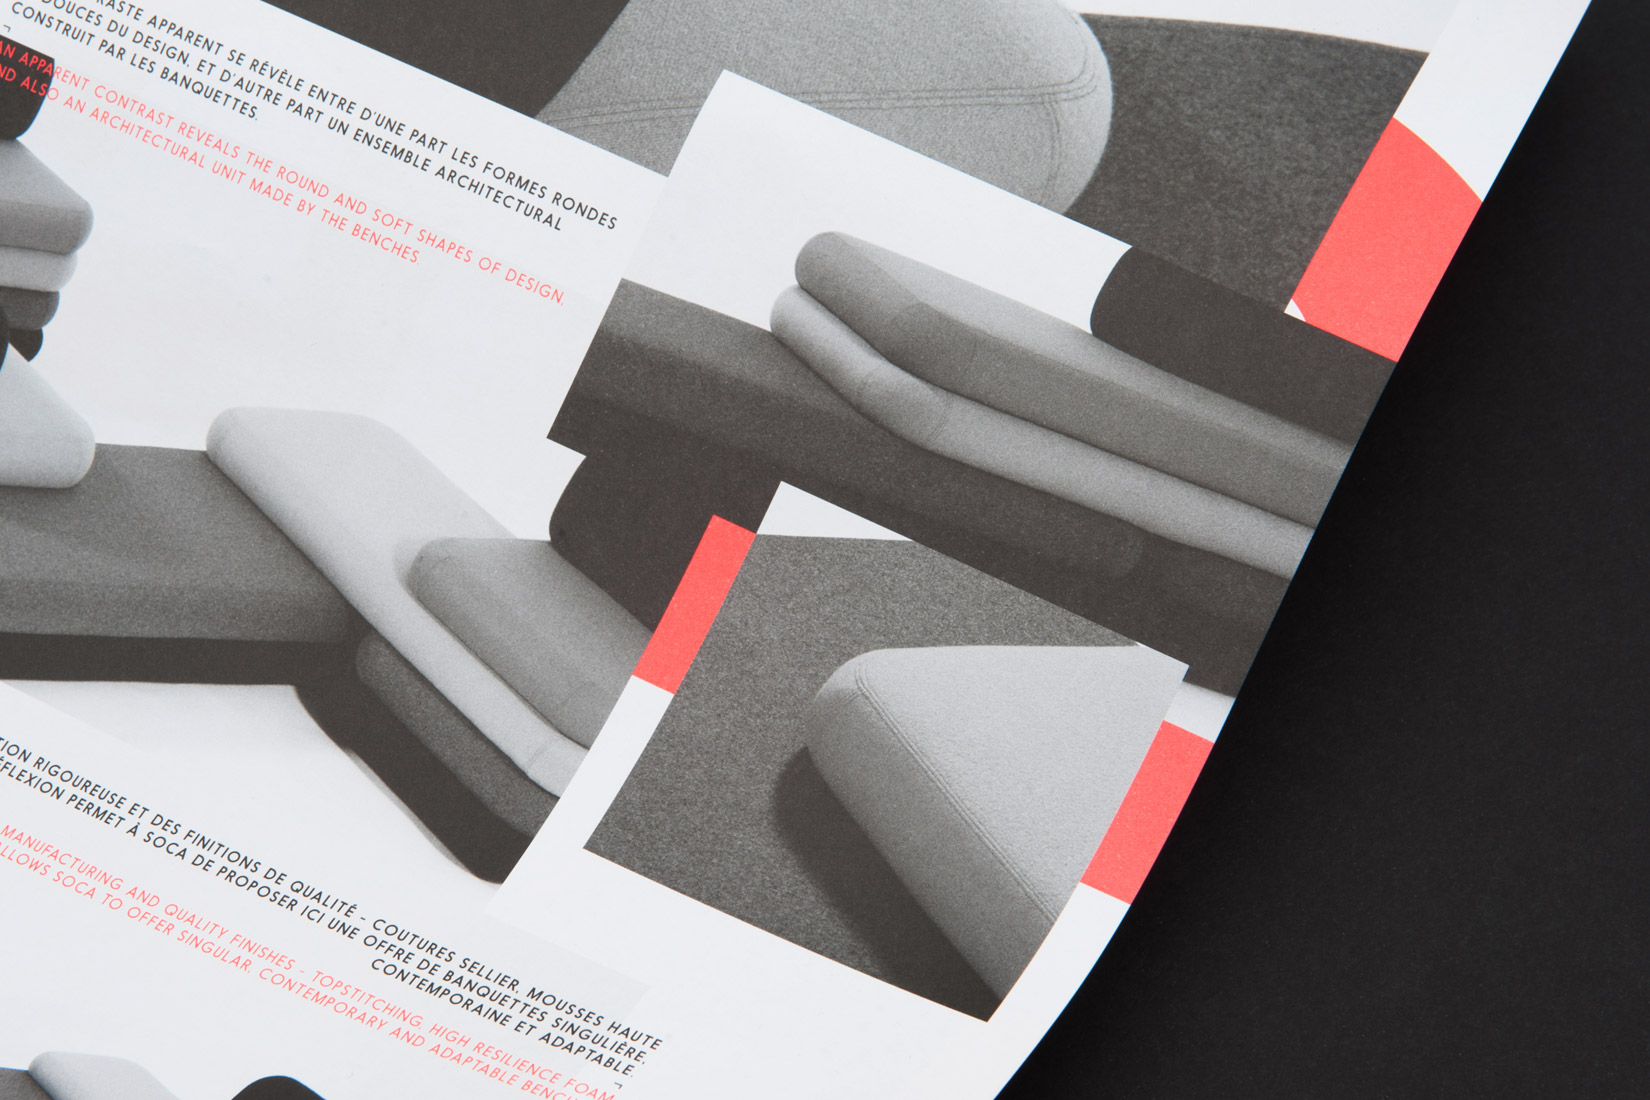 APPARENT SE RÉVÈLE ENTRE D'UNE PART LES FORMES RONDES
DOUCES DU DESIGN, ET D'AUTRE PART UN ENSEMBLE ARCHITECTURAL
CONSTRUIT PAR LES BANQUETTES.
AN APPARENT CONTRAST REVEALS THE ROUND AND SOFT SHAPES OF DESIGN,
ALSO AN ARCHITECTURAL UNIT MADE BY THE BENCHES.
RIGOUREUSE ET DES FINITIONS DE QUALITÉ - COUTURES SELLIER, MOUSSES HAUTE
PERMET À SOCA DE PROPOSER ICI UNE OFFRE DE BANQUETTES SINGULIÈRE,
CONTEMPORAINE ET ADAPTABLE.
MANUFACTURING AND QUALITY FINISHES - TOPSTITCHING, HIGH RESILIENCE FOAM
ALLOWS SOCA TO OFFER SINGULAR, CONTEMPORARY AND ADAPTABLE